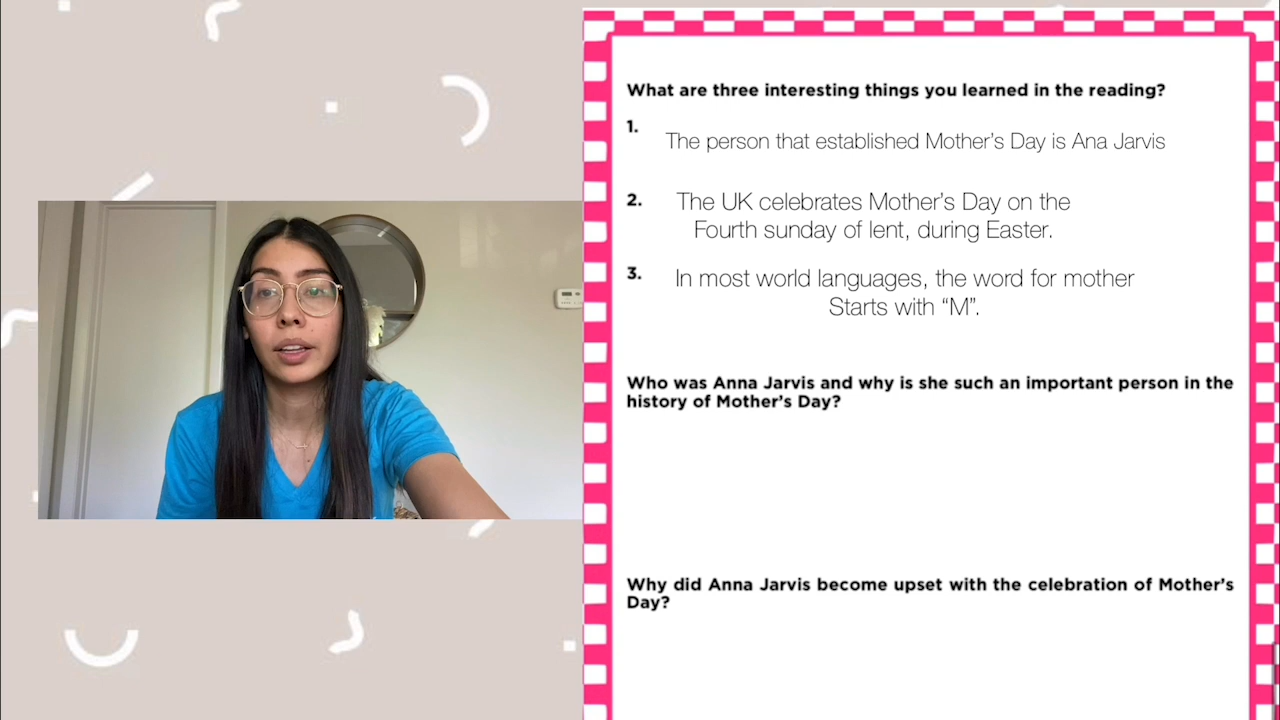 What are three interesting things you learned in the reading?
1. The person that established Mother's Day is Ana Jarvis
2. The UK celebrates Mother's Day on the
Fourth sunday of lent, during Easter.
3. In most world languages, the word for mother
Starts with “M”.
Who was Anna Jarvis and why is she such an important person in the
history of Mother's Day?
Why did Anna Jarvis become upset with the celebration of Mother's
Day?